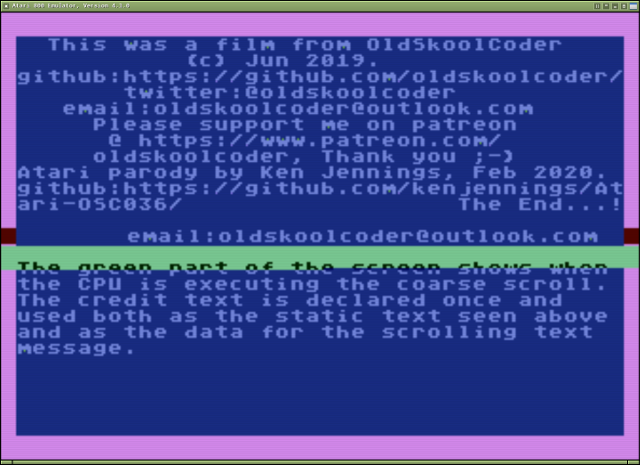 Atari 800 Emulator, Version 4.1.0
This was a film from OldSkoolCoder
(c) Jun 2019.
github:https://github.com/oldskoolcoder/
twitter:@oldskoolcoder
email:oldskoolcoder@outlook.com
Please support me on patreon
@ https://www.patreon.com/
oldskoolcoder, Thank you ;-)
Atari parody by Ken Jennings, Feb 2020.
github:https://github.com/kenjennings/At
ari-OSC036/ The End...!
email:oldskoolcoder@outlook.com
The green part of the screen shows when
the CPU is executing the coarse scroll.
The credit text is declared once and
used both as the static text seen above
and as the data for the scrolling text
message.